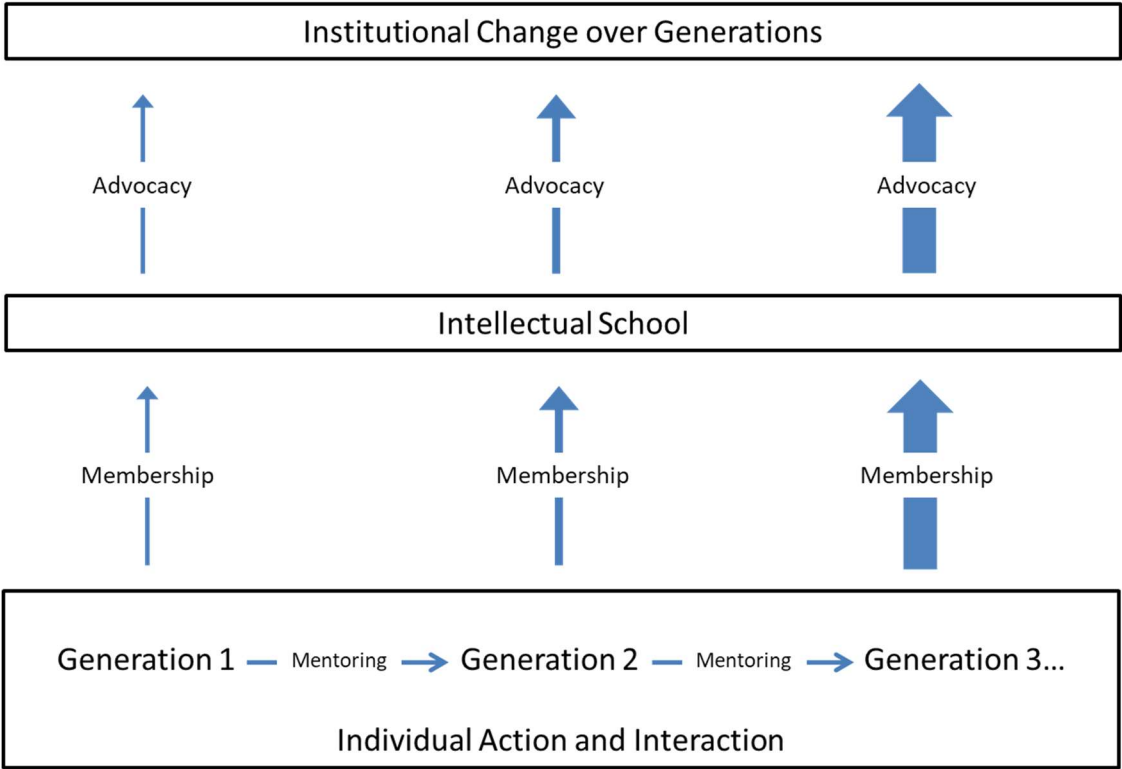 Institutional Change over Generations
Advocacy Advocacy Advocacy
Intellectual School
Membership Membership Membership
Generation 1 Mentoring Generation 2 Mentoring Generation 3...
Individual Action and Interaction